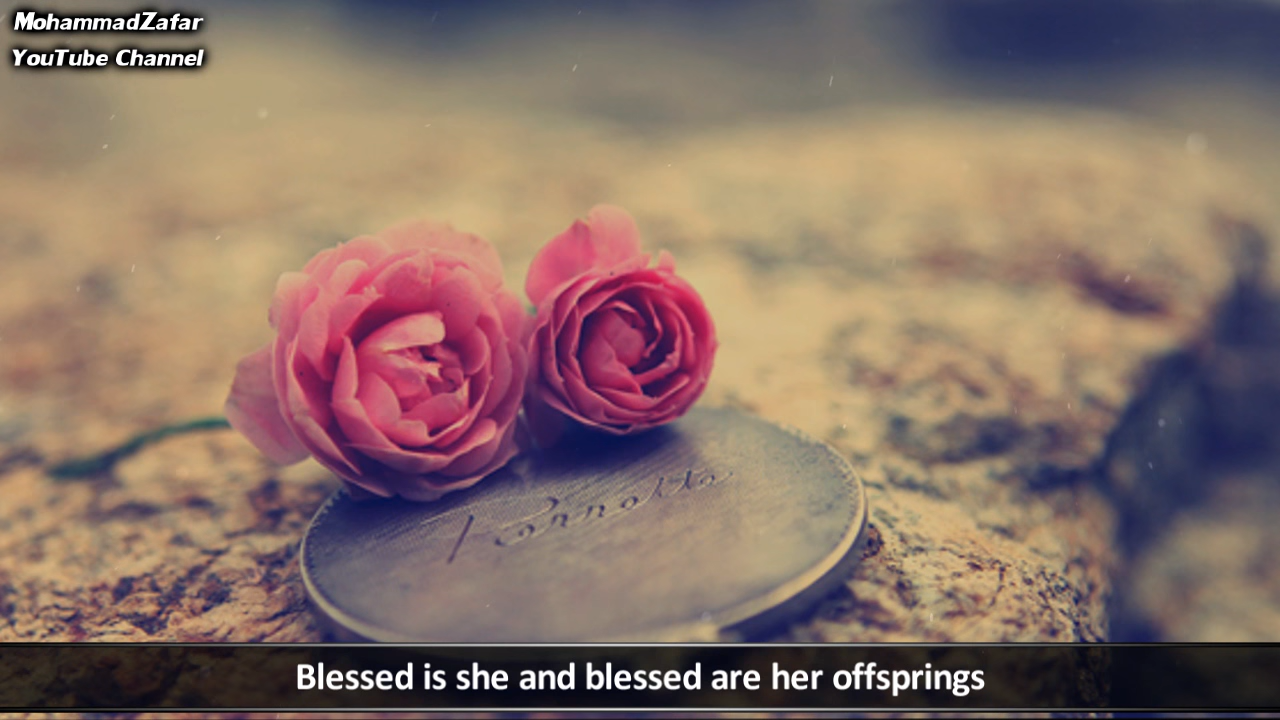 MohammadZafar
YouTube Channel
Blessed is she and blessed are her offsprings